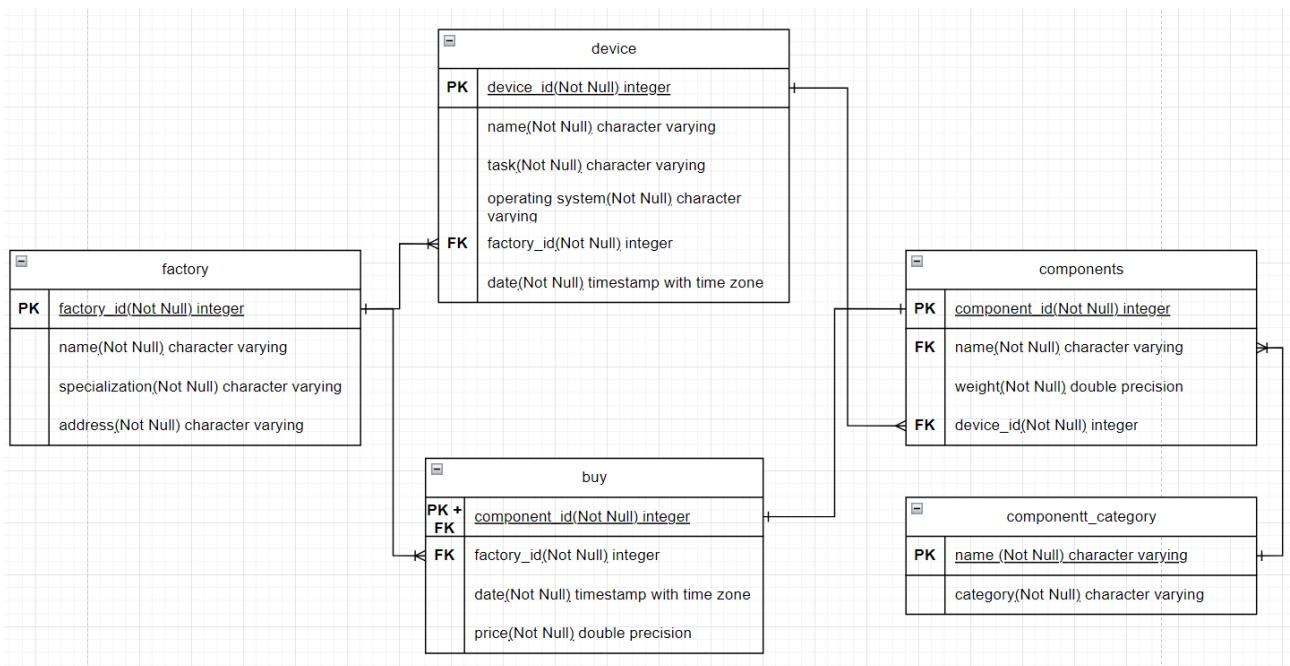 device
PK
device_id(Not Null) integer
name(Not Null) character varying
task(Not Null) character varying
operating system(Not Null) character
varying
FK
factory_id(Not Null) integer
date(Not Null) timestamp with time zone
factory
PK
factory_id(Not Null) integer
name(Not Null) character varying
specialization(Not Null) character varying
address(Not Null) character varying
components
PK
component_id(Not Null) integer
FK
name(Not Null) character varying
weight(Not Null) double precision
FK
device_id(Not Null) integer
buy
PK +
FK
component_id(Not Null) integer
FK
factory_id(Not Null) integer
date(Not Null) timestamp with time zone
price(Not Null) double precision
componentt_category
PK
name (Not Null) character varying
category(Not Null) character varying